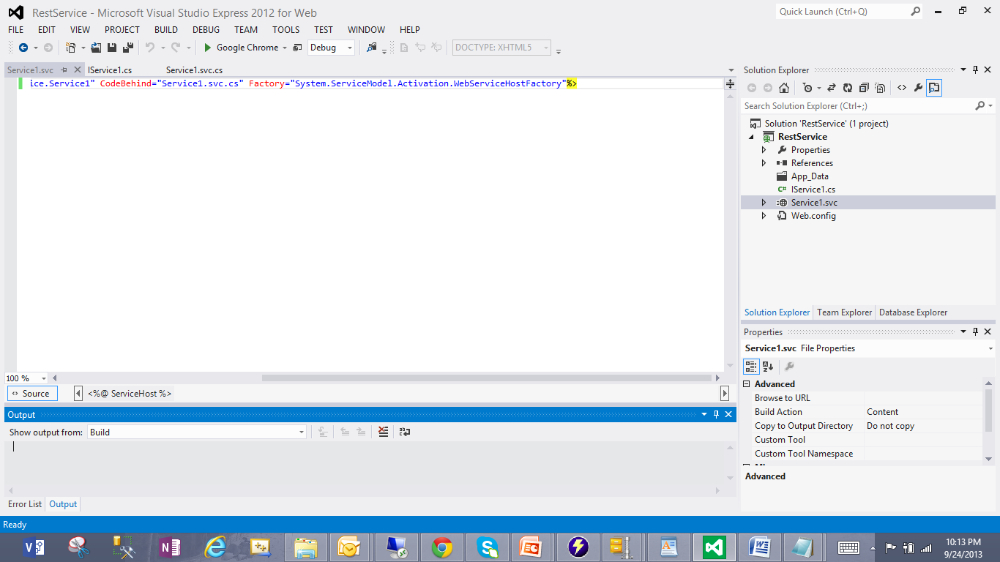 RestService - Microsoft Visual Studio Express 2012 for Web
Quick Launch (Ctrl+Q)
FILE EDIT VIEW PROJECT BUILD DEBUG TEAM TOOLS TEST WINDOW HELP
Google Chrome Debug DOCTYPE: XHTML5
Service1.svc IService1.cs Service1.svc.cs
ice.Service1" CodeBehind="Service1.svc.cs" Factory="System.ServiceModel.Activation.WebServiceHostFactory"%>
100 %
Source <%@ ServiceHost %>
Output
Show output from: Build
Error List Output
Solution Explorer
Search Solution Explorer (Ctrl+;)
Solution 'RestService' (1 project)
RestService
Properties
References
App_Data
C# IService1.cs
Service1.svc
Web.config
Solution Explorer Team Explorer Database Explorer
Properties
Service1.svc File Properties
Advanced
Browse to URL
Build Action Content
Copy to Output Directory Do not copy
Custom Tool
Custom Tool Namespace
Advanced
Ready
10:13 PM
9/24/2013